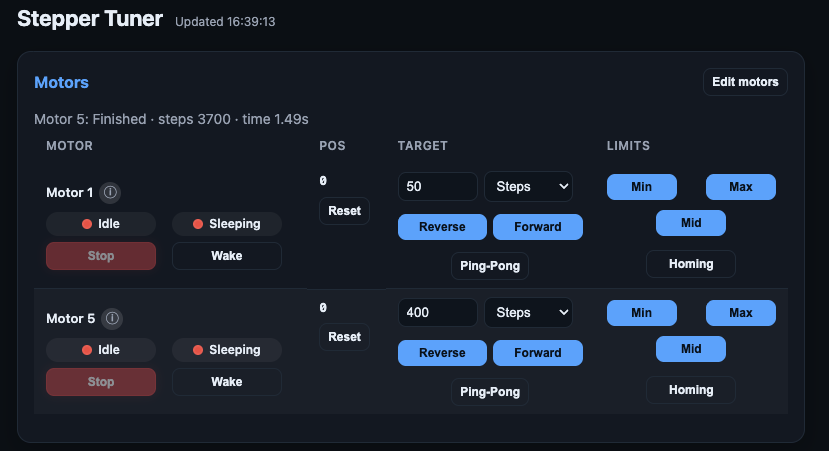 Stepper Tuner Updated 16:39:13
Motors Edit motors
Motor 5: Finished · steps 3700 · time 1.49s
MOTOR POS TARGET LIMITS
Motor 1 ⓘ 0 50 Steps Min Max
Idle Sleeping Reset Reverse Forward Mid
Stop Wake Ping-Pong Homing
Motor 5 ⓘ 0 400 Steps Min Max
Idle Sleeping Reset Reverse Forward Mid
Stop Wake Ping-Pong Homing